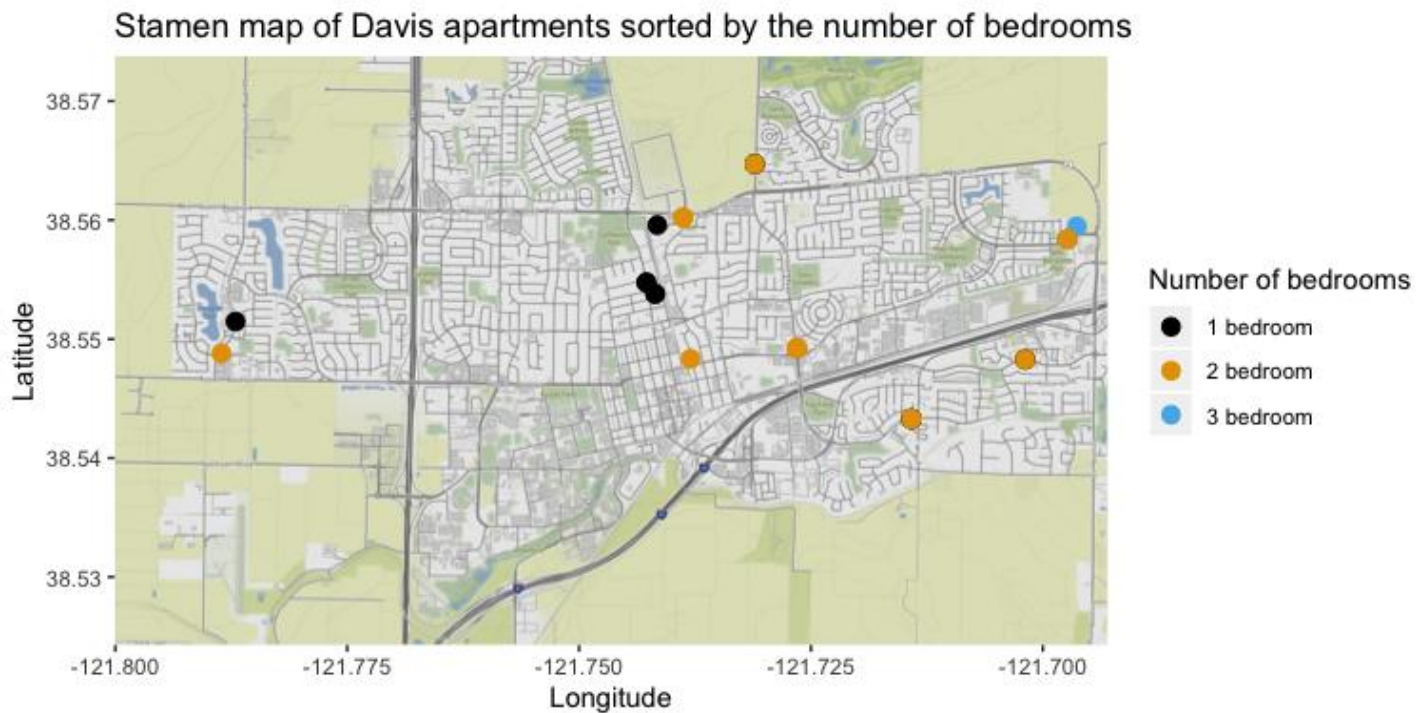 Stamen map of Davis apartments sorted by the number of bedrooms
38.57
38.56
38.55
38.54
38.53
Latitude
-121.800
-121.775
-121.750
-121.725
-121.700
Longitude
Number of bedrooms
1 bedroom
2 bedroom
3 bedroom